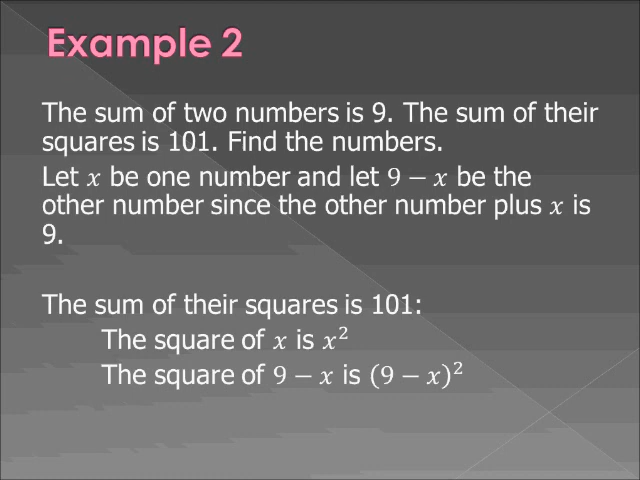 Example 2
The sum of two numbers is 9. The sum of their
squares is 101. Find the numbers.
Let 𝑥 be one number and let 9 − 𝑥 be the
other number since the other number plus 𝑥 is
9.
The sum of their squares is 101:
The square of 𝑥 is 𝑥²
The square of 9 − 𝑥 is (9 − 𝑥)²